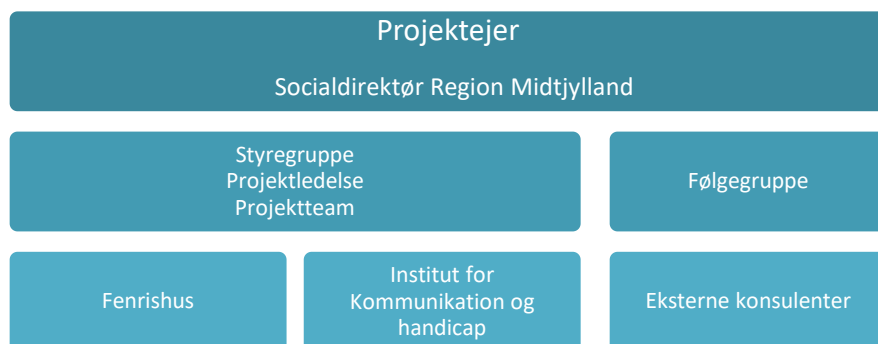 Projektejer
Socialdirektør Region Midtjylland
Styregruppe
Projektledelse
Projektteam
Følgegruppe
Fenrishus
Institut for
Kommunikation og
handicap
Eksterne konsulenter